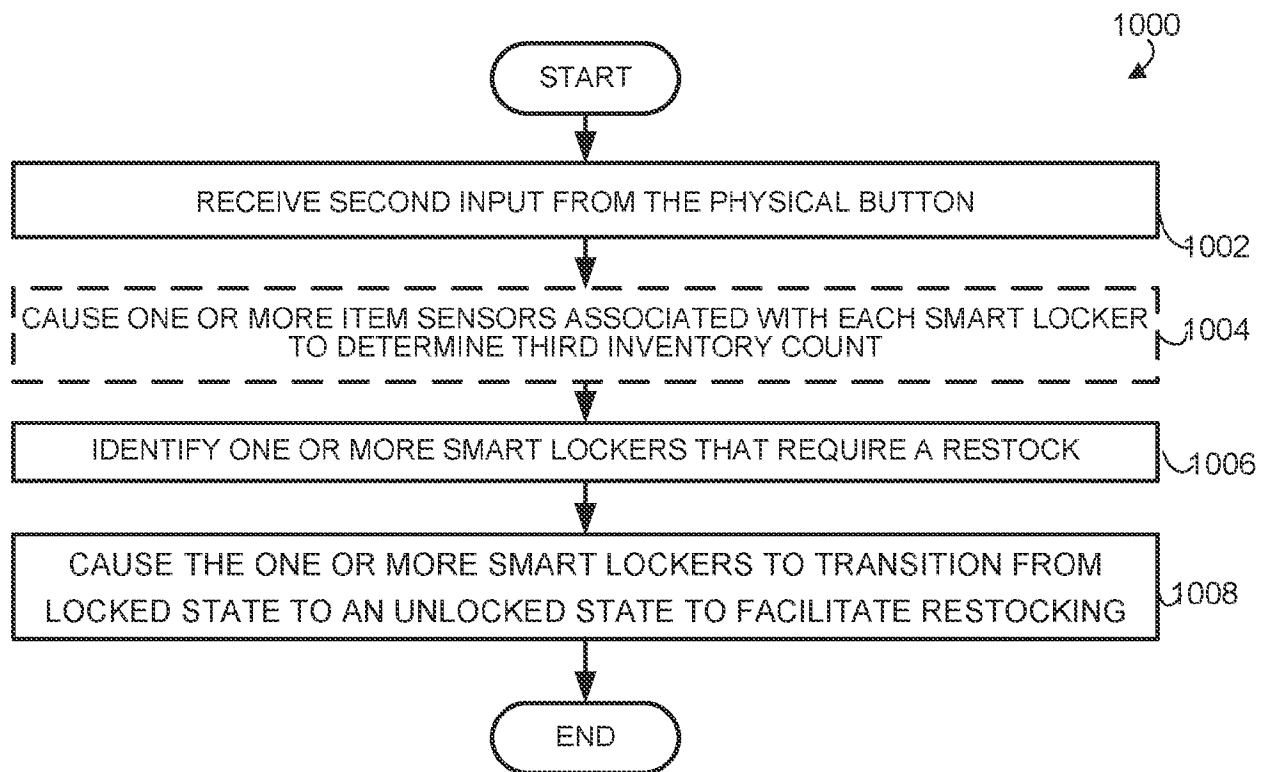 1000
START
RECEIVE SECOND INPUT FROM THE PHYSICAL BUTTON
1002
CAUSE ONE OR MORE ITEM SENSORS ASSOCIATED WITH EACH SMART LOCKER
TO DETERMINE THIRD INVENTORY COUNT
1004
IDENTIFY ONE OR MORE SMART LOCKERS THAT REQUIRE A RESTOCK
1006
CAUSE THE ONE OR MORE SMART LOCKERS TO TRANSITION FROM
LOCKED STATE TO AN UNLOCKED STATE TO FACILITATE RESTOCKING
1008
END